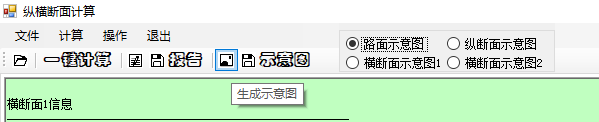 纵横断面计算
文件 计算 操作 退出
路面示意图 纵断面示意图
一键计算 报告 示意图
横断面示意图1 横断面示意图2
生成示意图
横断面1信息